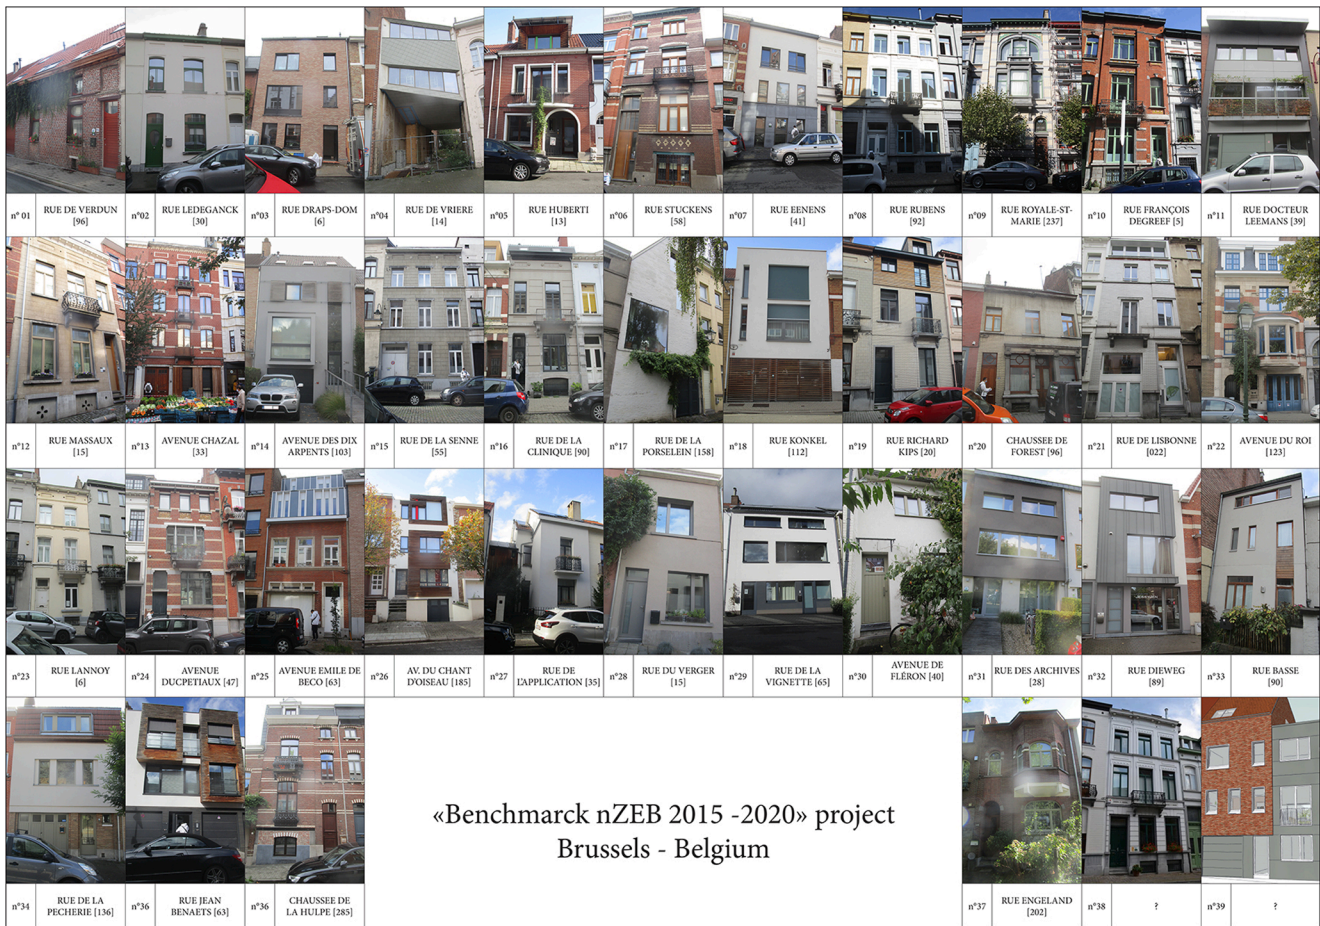 n° 01 RUE DE VERDUN [96]
n°02 RUE LEDEGANCK [30]
n°03 RUE DRAPS-DOM [6]
n°04 RUE DE VRIERE [14]
n°05 RUE HUBERTI [13]
n°06 RUE STUCKENS [58]
n°07 RUE EENENS [41]
n°08 RUE RUBENS [92]
n°09 RUE ROYALE-ST-MARIE [237]
n°10 RUE FRANÇOIS DEGREEF [5]
n°11 RUE DOCTEUR LEEMANS [39]
n°12 RUE MASSAUX [15]
n°13 AVENUE CHAZAL [33]
n°14 AVENUE DES DIX ARPENTS [103]
n°15 RUE DE LA SENNE [55]
n°16 RUE DE LA CLINIQUE [90]
n°17 RUE DE LA PORSELEIN [158]
n°18 RUE KONKEL [112]
n°19 RUE RICHARD KIPS [20]
n°20 CHAUSSEE DE FOREST [96]
n°21 RUE DE LISBONNE [022]
n°22 AVENUE DU ROI [123]
n°23 RUE LANNOY [6]
n°24 AVENUE DUCPETIAUX [47]
n°25 AVENUE EMILE DE BECO [63]
n°26 AV. DU CHANT D'OISEAU [185]
n°27 RUE DE L'APPLICATION [35]
n°28 RUE DU VERGER [15]
n°29 RUE DE LA VIGNETTE [65]
n°30 AVENUE DE FLÉRON [40]
n°31 RUE DES ARCHIVES [28]
n°32 RUE DIEWEG [89]
n°33 RUE BASSE [90]
«Benchmarck nZEB 2015 -2020» project
Brussels - Belgium
n°34 RUE DE LA PECHERIE [136]
n°36 RUE JEAN BENAETS [63]
n°36 CHAUSSEE DE LA HULPE [285]
n°37 RUE ENGELAND [202]
n°38 ?
n°39 ?